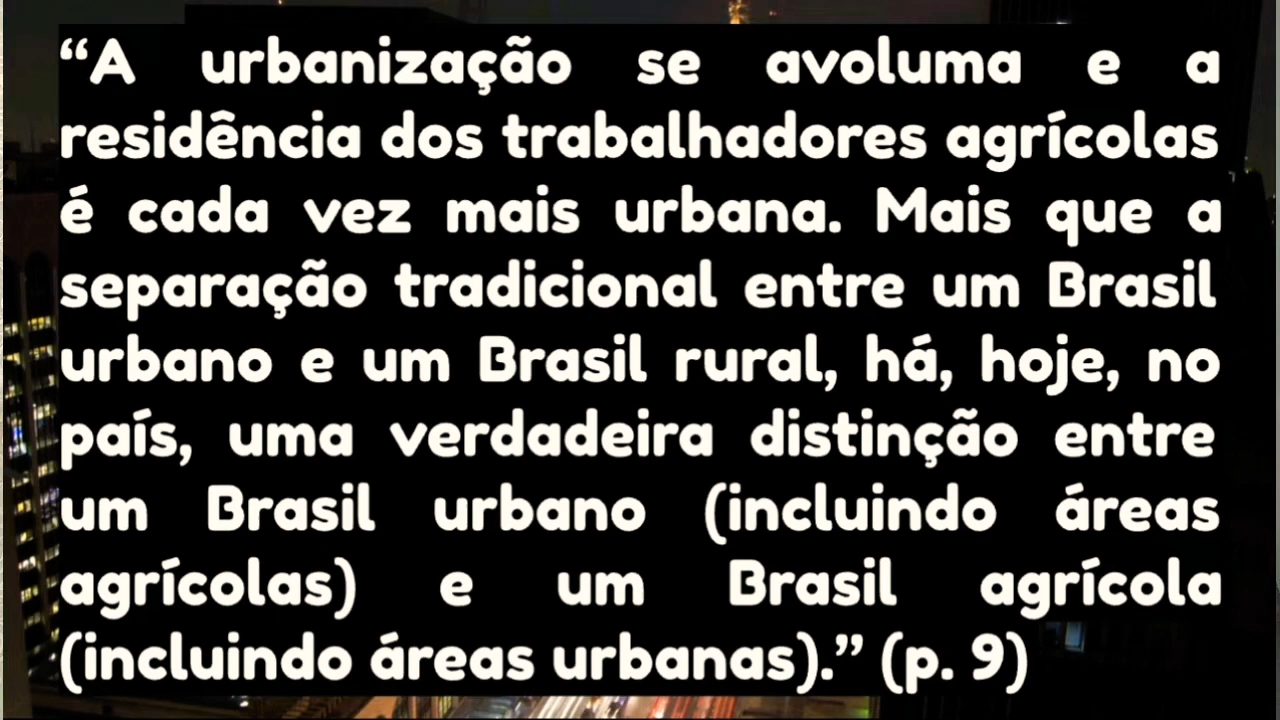 “A urbanização se avoluma e a
residência dos trabalhadores agrícolas
é cada vez mais urbana. Mais que a
separação tradicional entre um Brasil
urbano e um Brasil rural, há, hoje, no
país, uma verdadeira distinção entre
um Brasil urbano (incluindo áreas
agrícolas) e um Brasil agrícola
(incluindo áreas urbanas).” (p. 9)